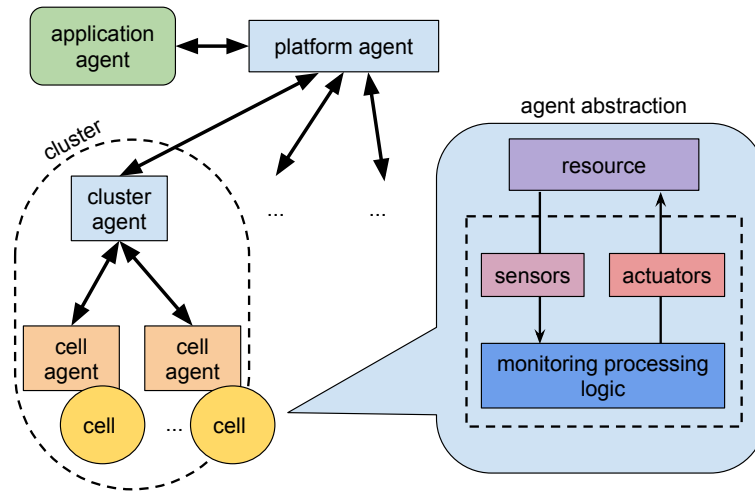 application
agent
platform agent
cluster
cluster
agent
...
...
cell
agent
cell
agent
cell
...
cell
agent abstraction
resource
sensors
actuators
monitoring processing
logic